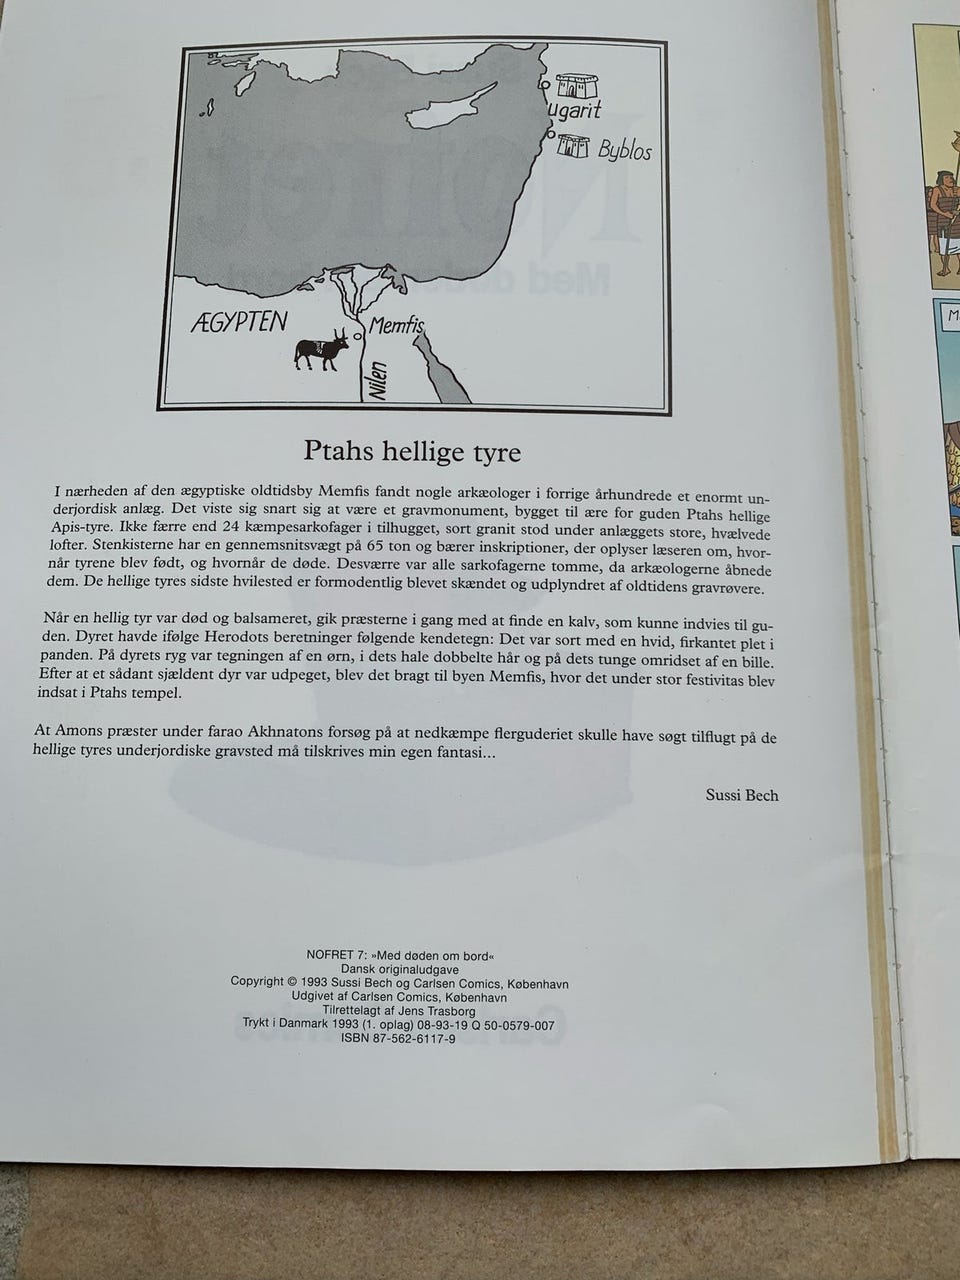 ugarit
Byblos
ÆGYPTEN
Memfis
Nilen
Ptahs hellige tyre
I nærheden af den ægyptiske oldtidsby Memfis fandt nogle arkæologer i forrige århundrede et enormt un-
derjordisk anlæg. Det viste sig snart sig at være et gravmonument, bygget til ære for guden Ptahs hellige
Apis-tyre. Ikke færre end 24 kæmpesarkofager i tilhugget, sort granit stod under anlæggets store, hvælvede
lofter. Stenkisterne har en gennemsnitsvægt på 65 ton og bærer inskriptioner, der oplyser læseren om, hvor-
når tyrene blev født, og hvornår de døde. Desværre var alle sarkofagerne tomme, da arkæologerne åbnede
dem. De hellige tyres sidste hvilested er formodentlig blevet skændet og udplyndret af oldtidens gravrøvere.
Når en hellig tyr var død og balsameret, gik præsterne i gang med at finde en kalv, som kunne indvies til gu-
den. Dyret havde ifølge Herodots beretninger følgende kendetegn: Det var sort med en hvid, firkantet plet i
panden. På dyrets ryg var tegningen af en ørn, i dets hale dobbelte hår og på dets tunge omridset af en bille.
Efter at et sådant sjældent dyr var udpeget, blev det bragt til byen Memfis, hvor det under stor festivitas blev
indsat i Ptahs tempel.
At Amons præster under farao Akhnatons forsøg på at nedkæmpe flerguderiet skulle have søgt tilflugt på de
hellige tyres underjordiske gravsted må tilskrives min egen fantasi...
Sussi Bech
NOFRET 7: »Med døden om bord«
Dansk originaludgave
Copyright © 1993 Sussi Bech og Carlsen Comics, København
Udgivet af Carlsen Comics, København
Tilrettelagt af Jens Trasborg
Trykt i Danmark 1993 (1. oplag) 08-93-19 Q 50-0579-007
ISBN 87-562-6117-9